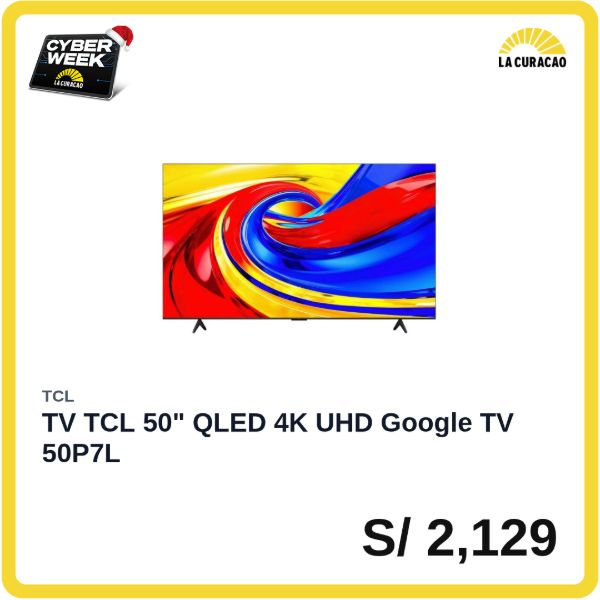 CYBER
WEEK
LA CURACAO
LA CURACAO
TCL
TV TCL 50" QLED 4K UHD Google TV
50P7L
S/ 2,129